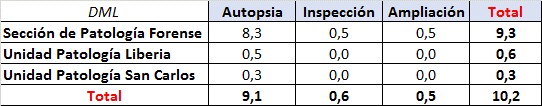 DML Autopsia Inspección Ampliación Total
Sección de Patología Forense 8,3 0,5 0,5 9,3
Unidad Patología Liberia 0,5 0,0 0,0 0,6
Unidad Patología San Carlos 0,3 0,0 0,0 0,3
Total 9,1 0,6 0,5 10,2